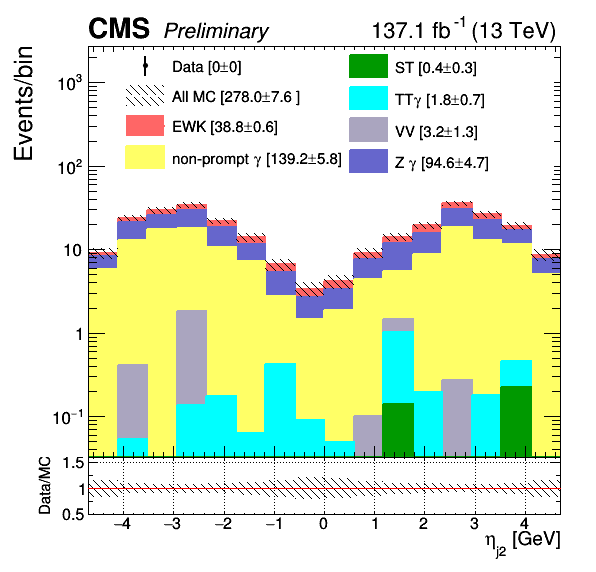 CMS Preliminary 137.1 fb⁻¹ (13 TeV)
Events/bin
Data [0±0]
All MC [278.0±7.6 ]
EWK [38.8±0.6]
non-prompt γ [139.2±5.8]
ST [0.4±0.3]
TTγ [1.8±0.7]
VV [3.2±1.3]
Z γ [94.6±4.7]
10³
10²
10
1
10⁻¹
Data/MC
1.5
1
0.5
−4 −3 −2 −1 0 1 2 3 4
η_j2 [GeV]